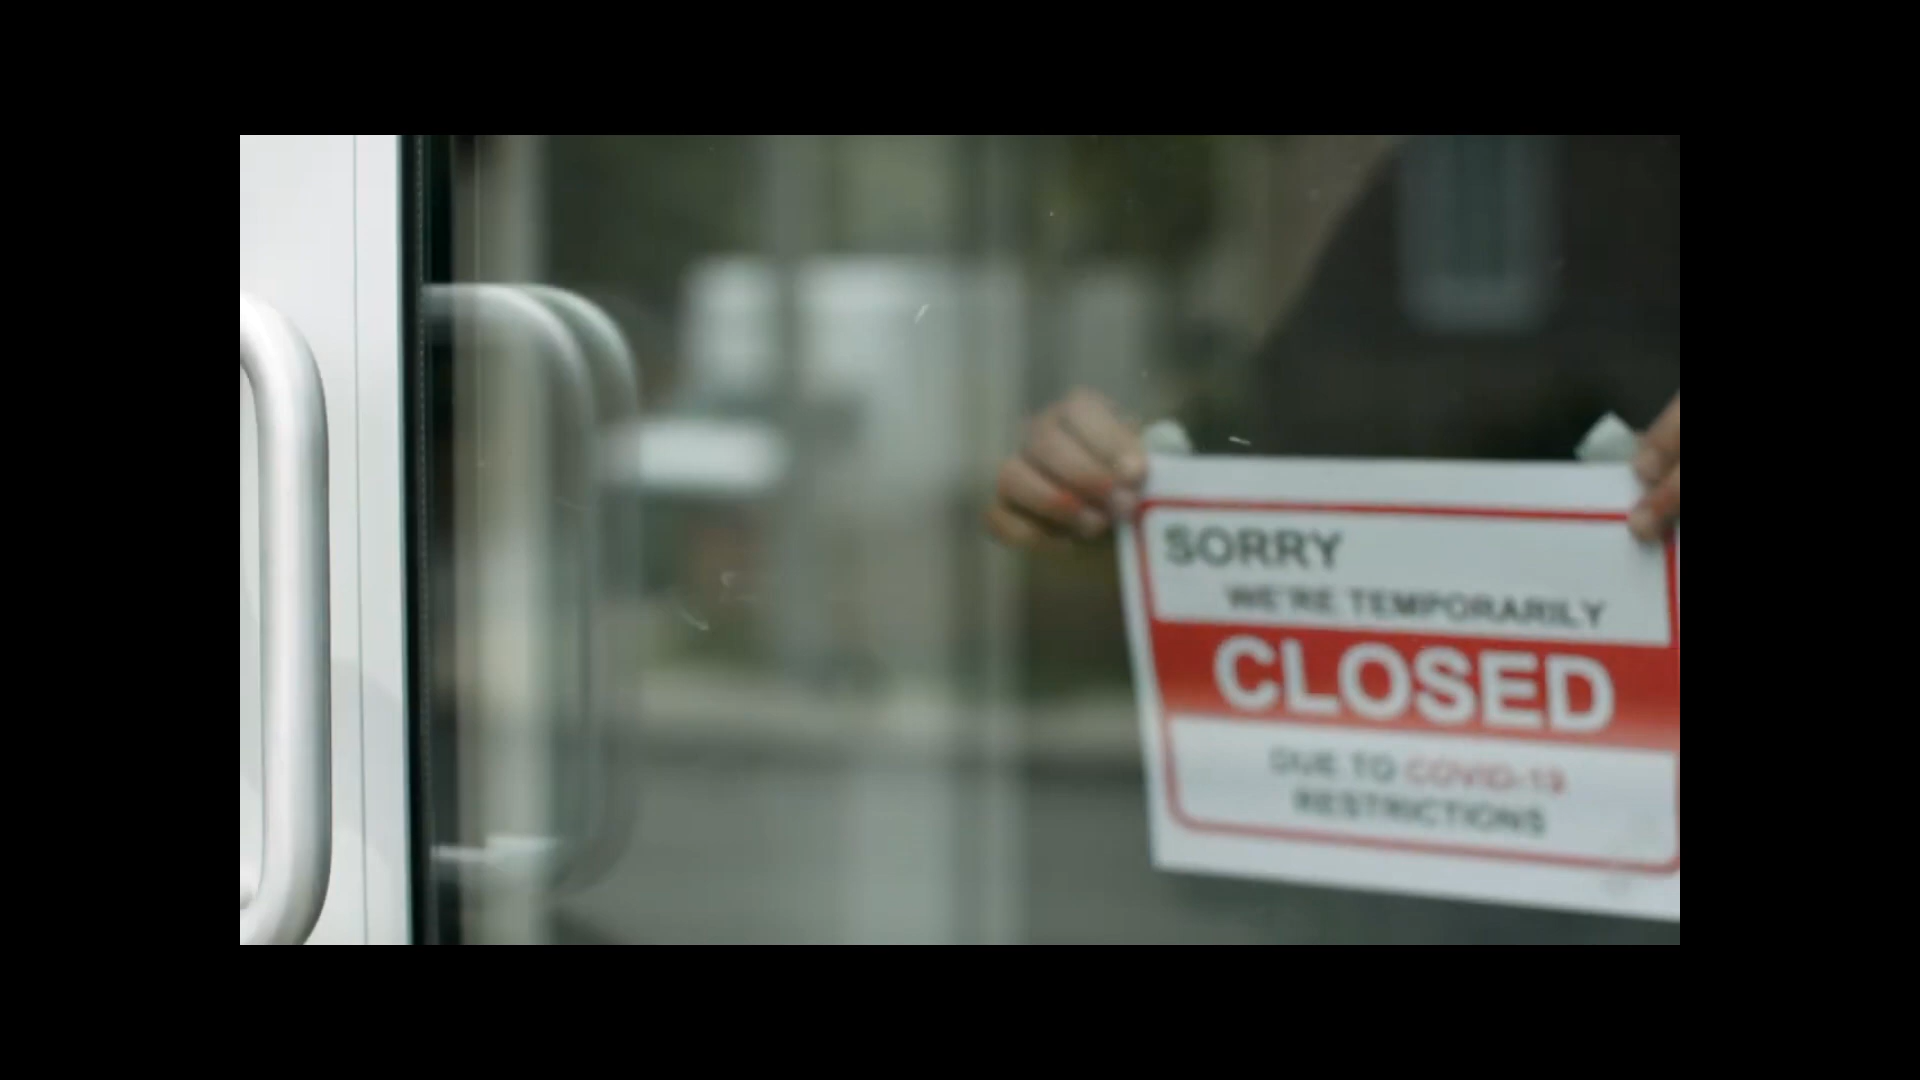 SORRY
WE'RE TEMPORARILY
CLOSED
DUE TO COVID-19
RESTRICTIONS